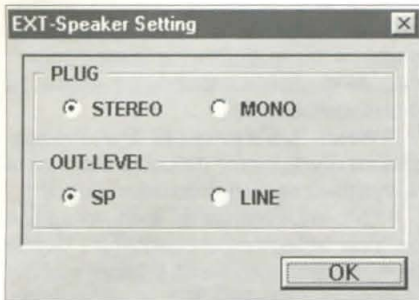 EXT-Speaker Setting
PLUG
STEREO MONO
OUT-LEVEL
SP LINE
OK